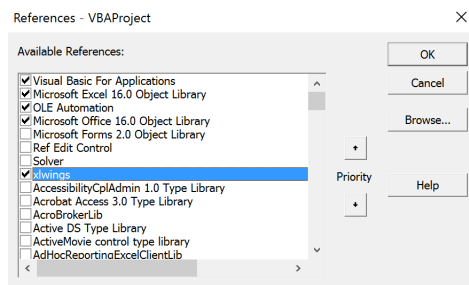 References - VBAProject
Available References:
OK
Visual Basic For Applications
Microsoft Excel 16.0 Object Library
Cancel
OLE Automation
Microsoft Office 16.0 Object Library
Browse...
Microsoft Forms 2.0 Object Library
Ref Edit Control
Solver
xlwings
Priority
Help
AccessibilityCplAdmin 1.0 Type Library
Acrobat Access 3.0 Type Library
AcroBrokerLib
Active DS Type Library
ActiveMovie control type library
AdHocReportingExcelClientLib